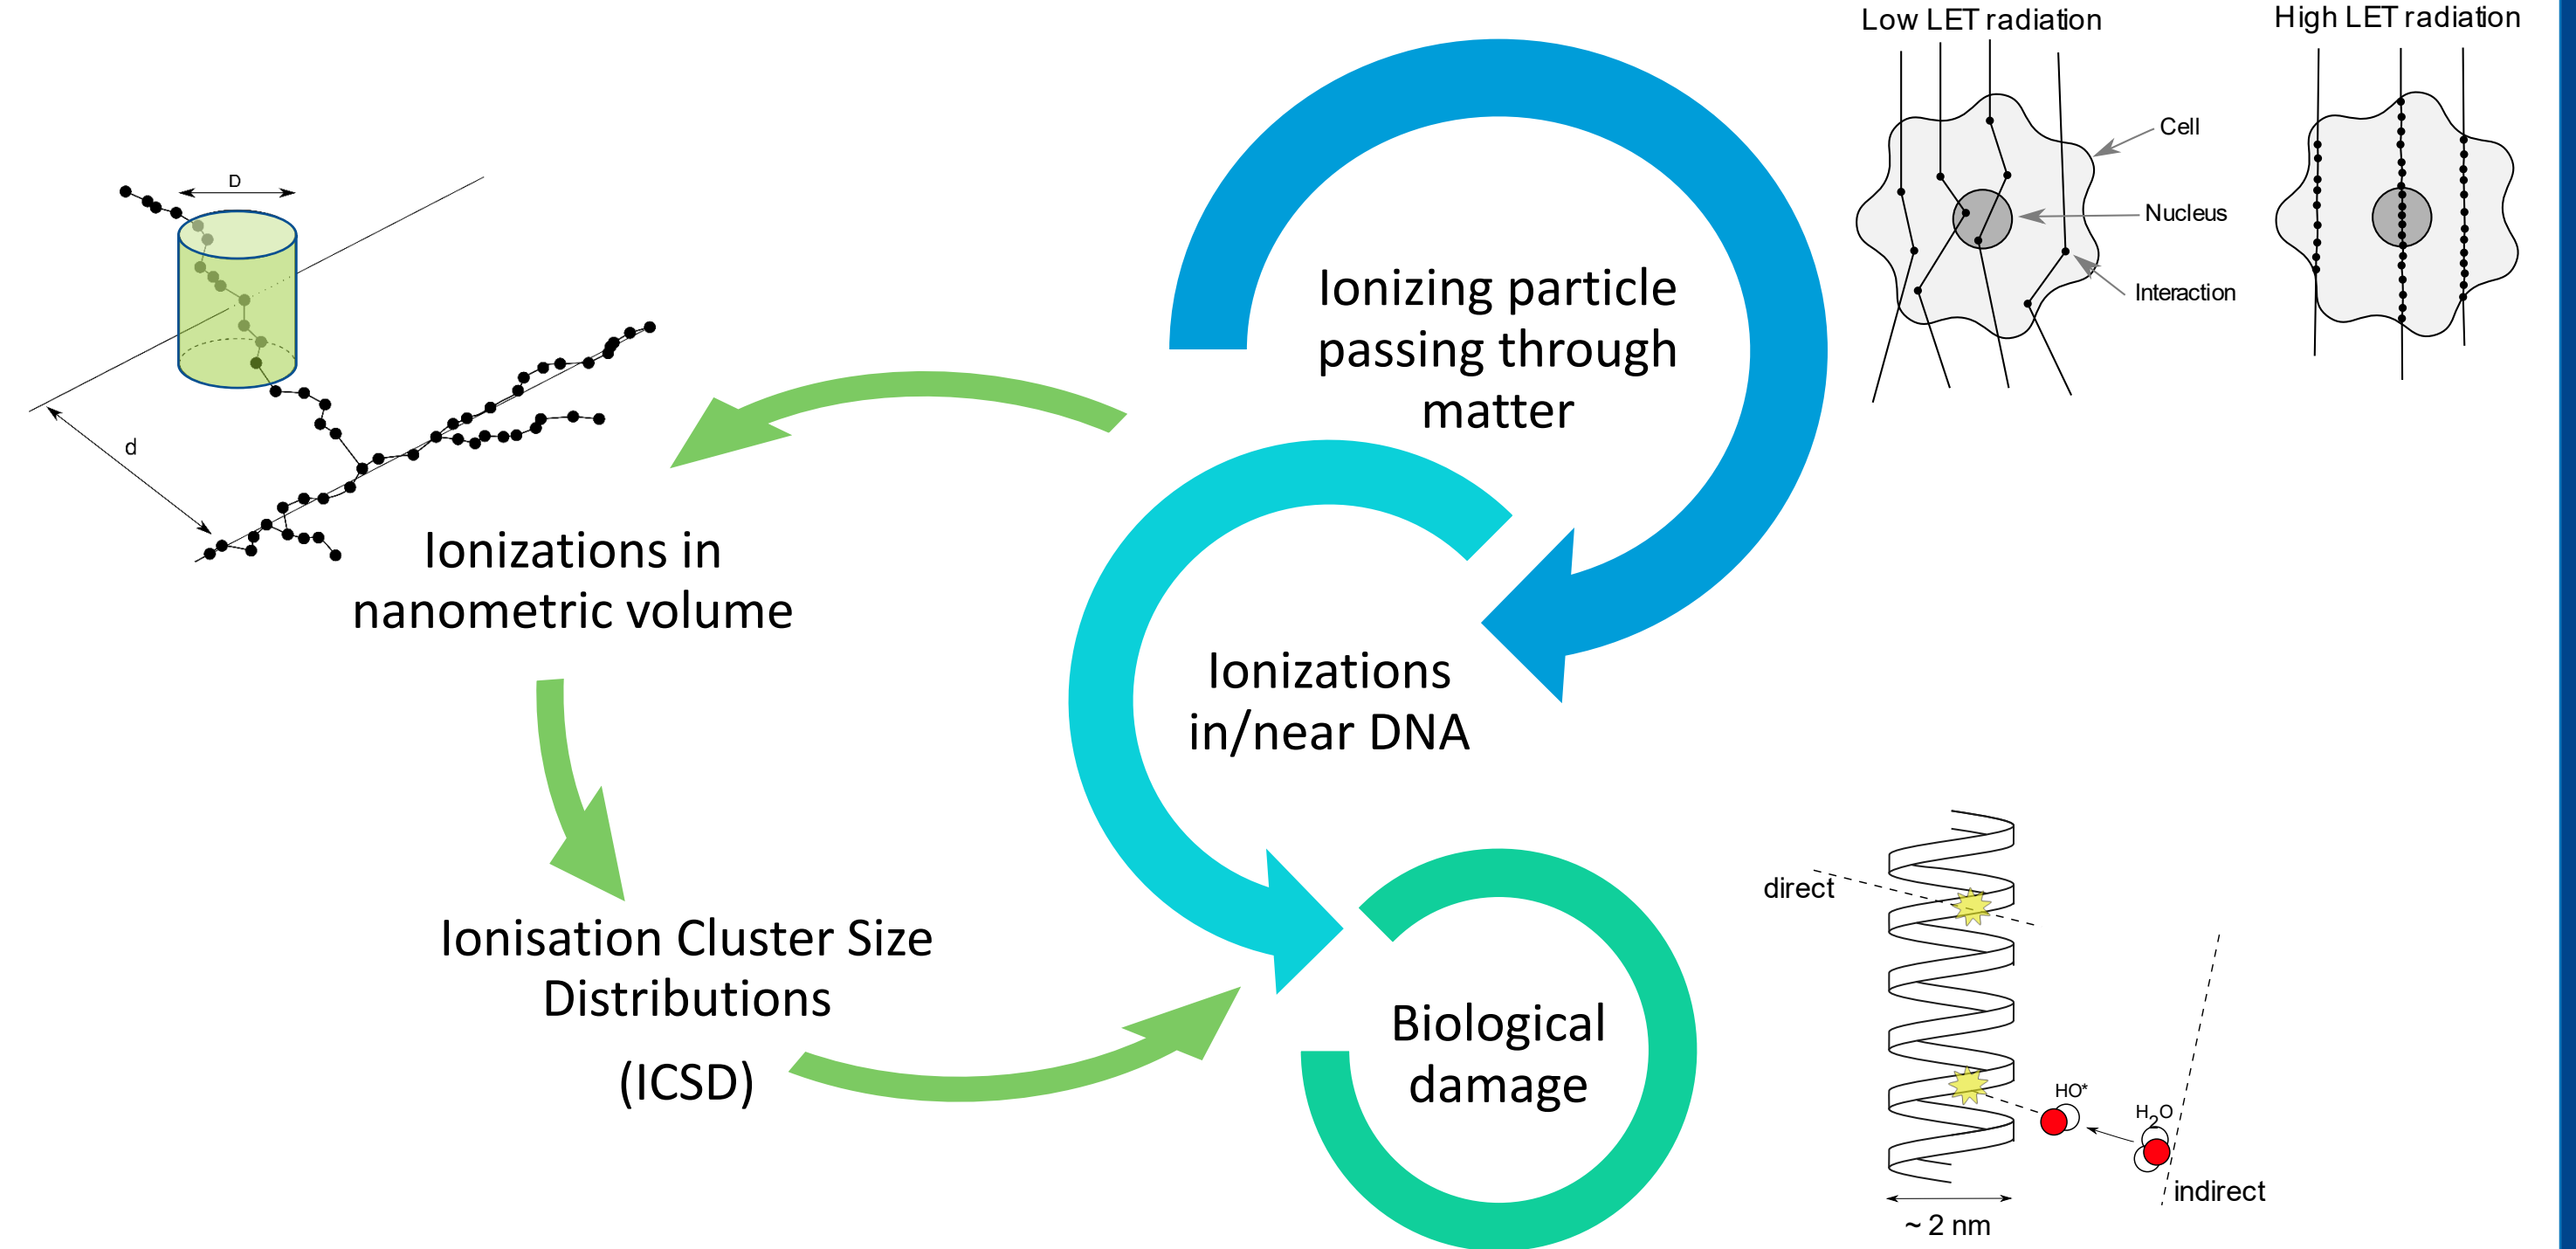 Low LET radiation
High LET radiation
Cell
Nucleus
Interaction
D
d
Ionizing particle
passing through
matter
Ionizations in
nanometric volume
Ionizations
in/near DNA
Ionisation Cluster Size
Distributions
(ICSD)
Biological
damage
direct
HO*
H₂O
indirect
~ 2 nm